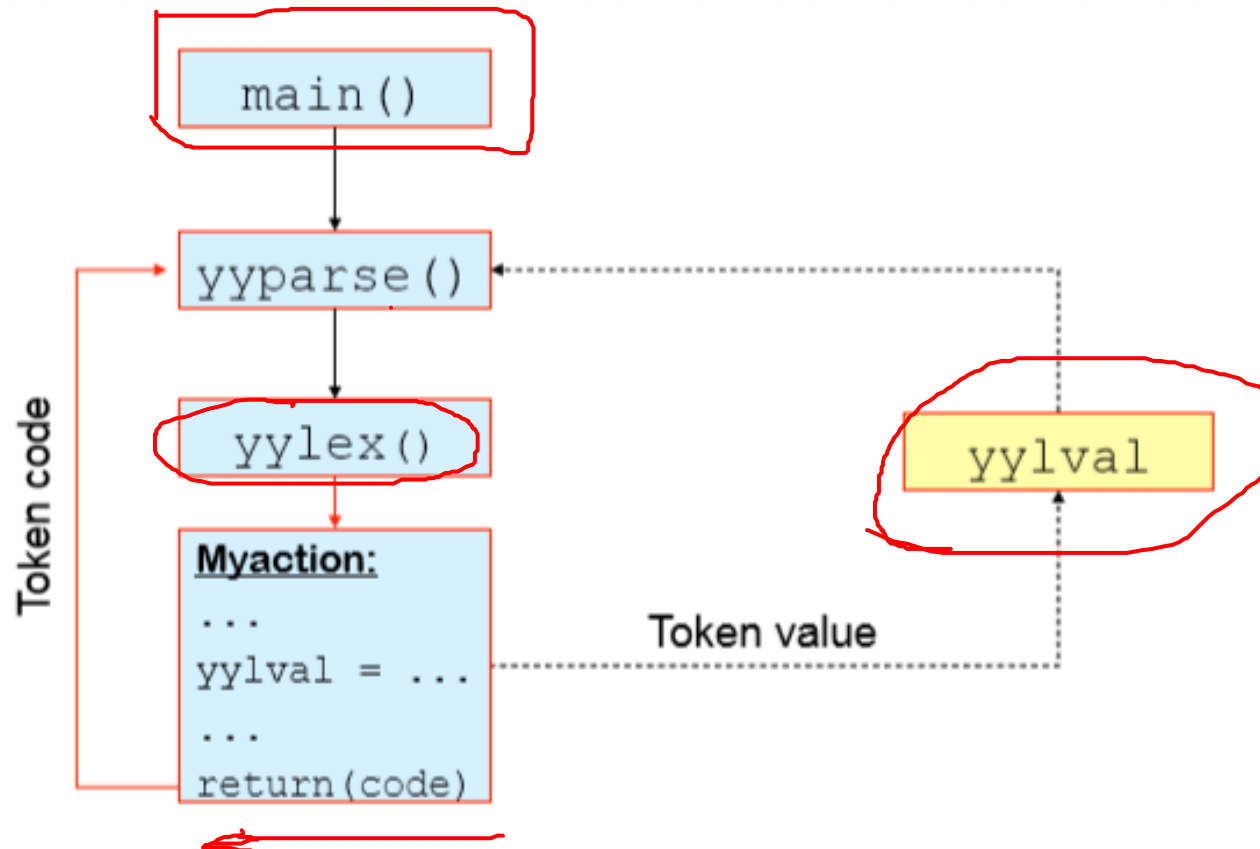 main()
yyparse()
yylex()
Token code
yylval
Myaction:
...
yylval = ...
...
return(code)
Token value